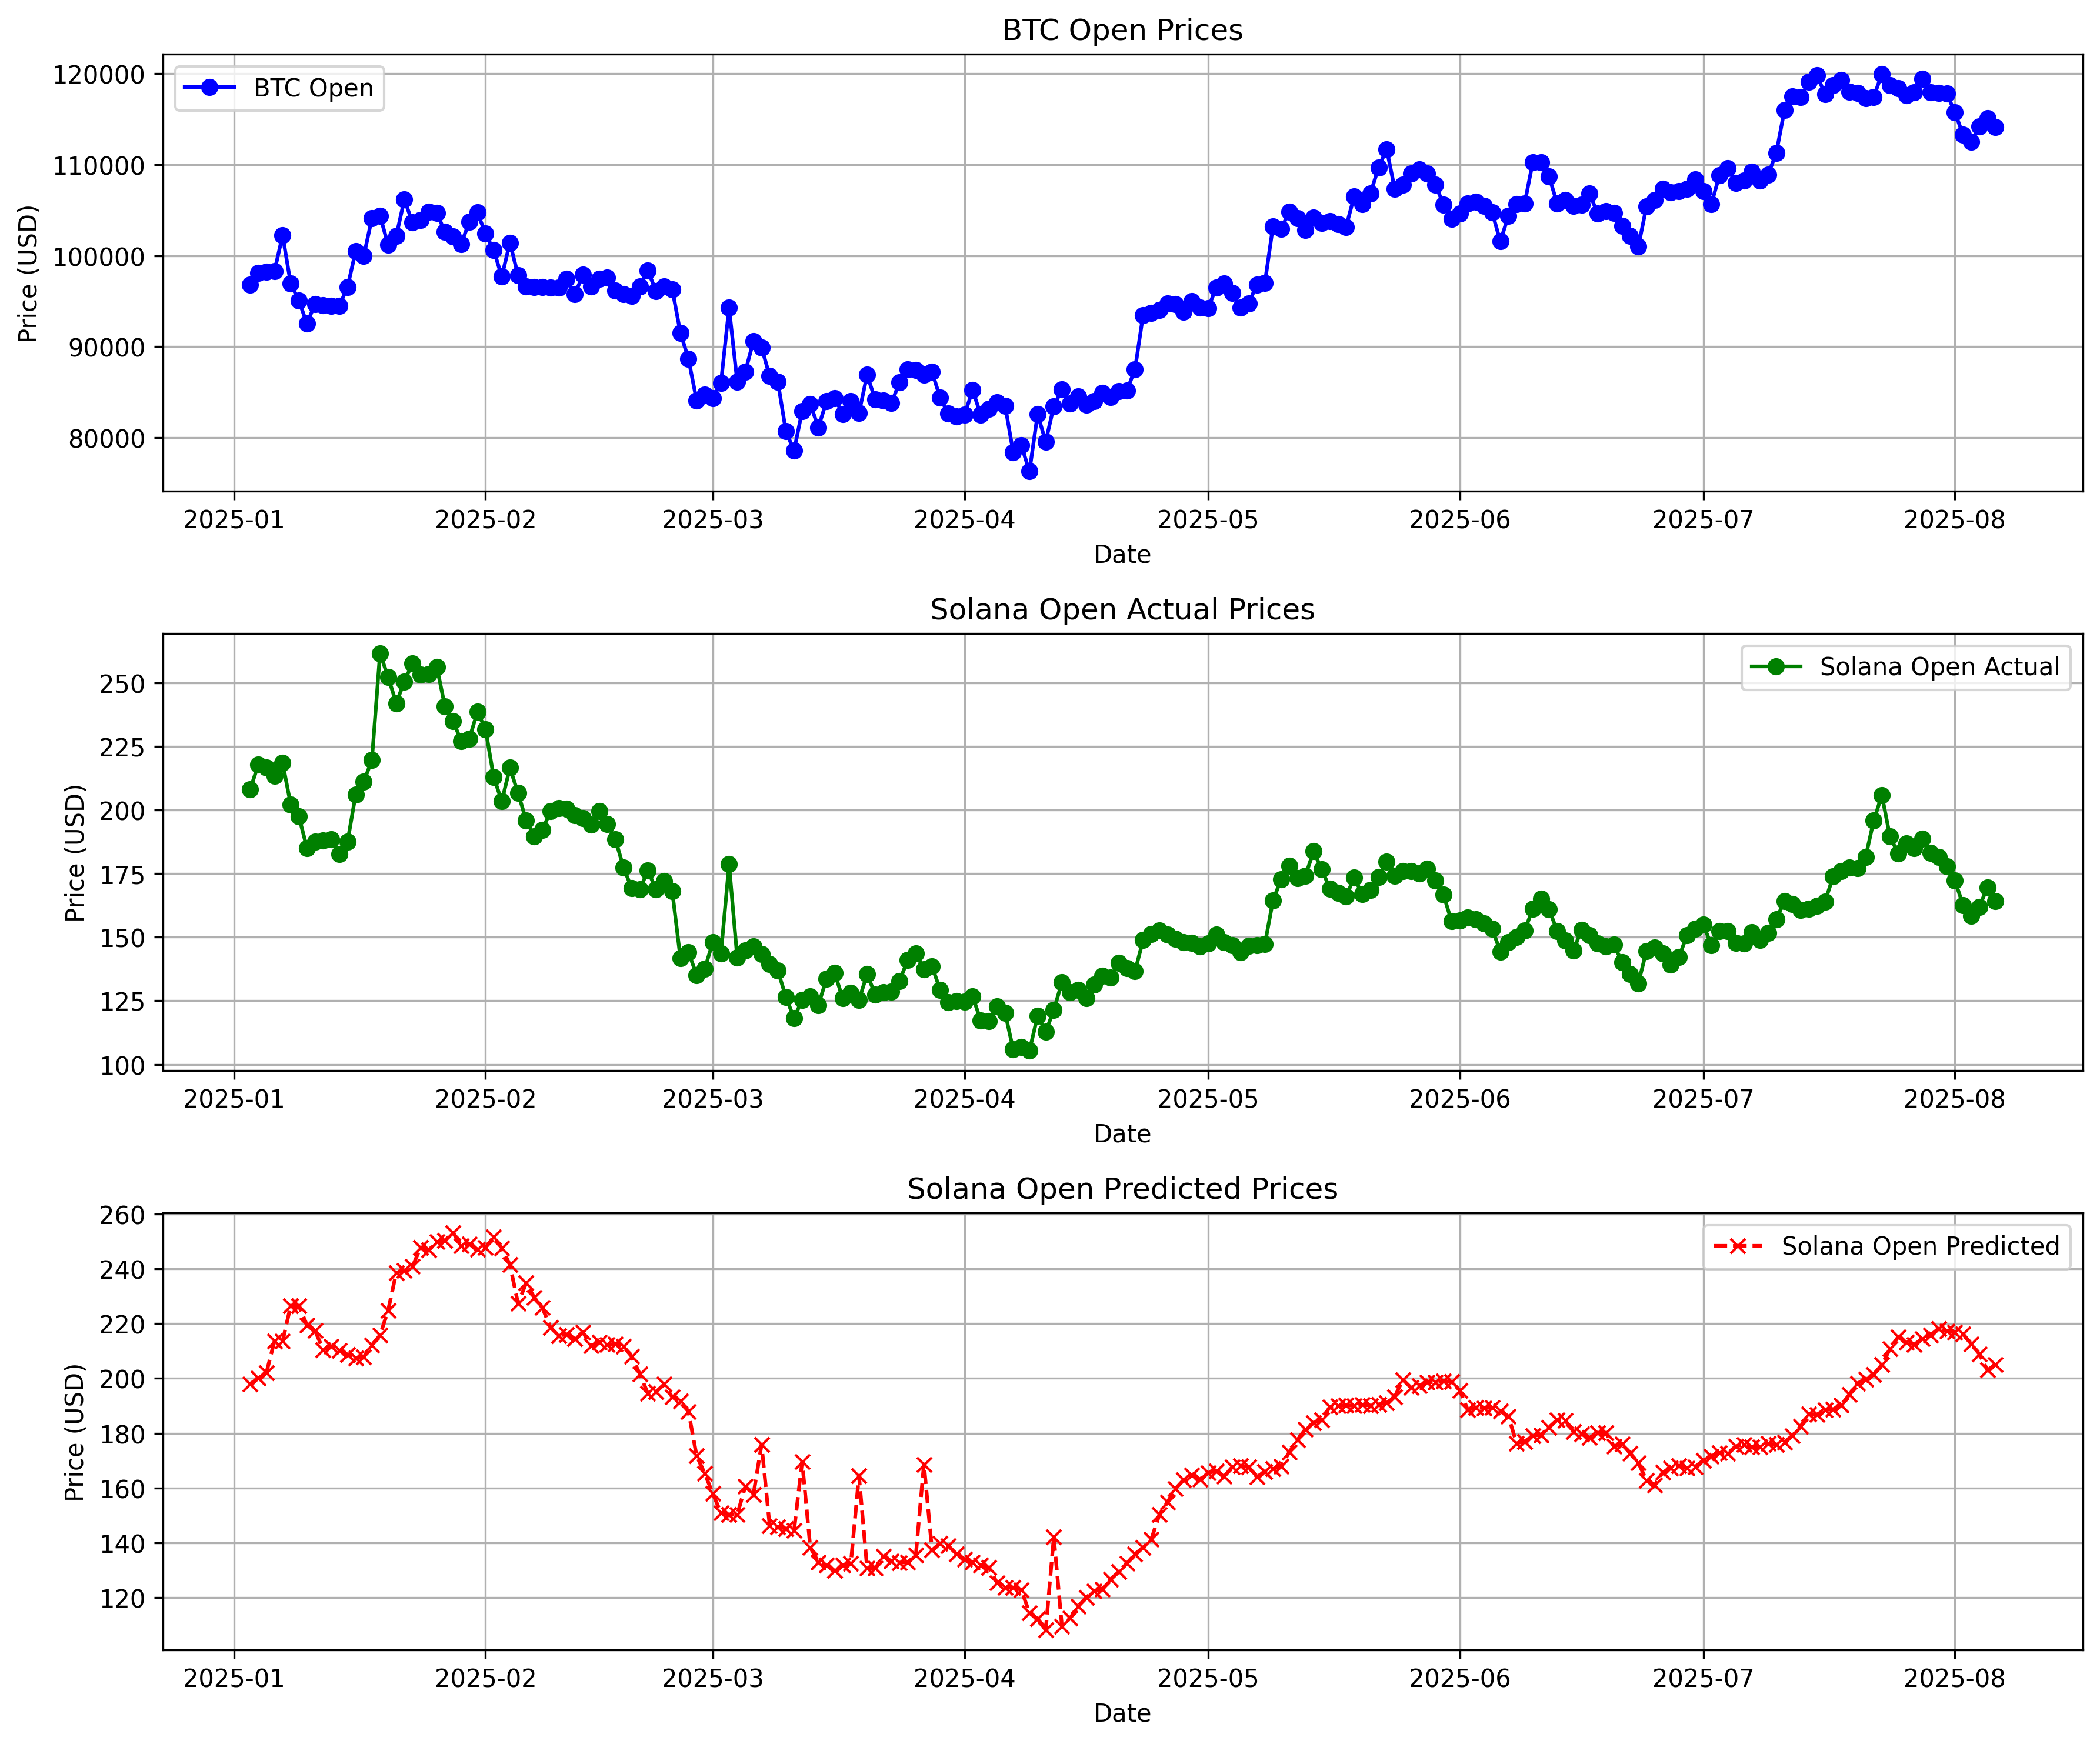 BTC Open Prices
BTC Open
120000
110000
100000
90000
80000
Price (USD)
2025-01 2025-02 2025-03 2025-04 2025-05 2025-06 2025-07 2025-08
Date
Solana Open Actual Prices
Solana Open Actual
250
225
200
175
150
125
100
Price (USD)
2025-01 2025-02 2025-03 2025-04 2025-05 2025-06 2025-07 2025-08
Date
Solana Open Predicted Prices
Solana Open Predicted
260
240
220
200
180
160
140
120
Price (USD)
2025-01 2025-02 2025-03 2025-04 2025-05 2025-06 2025-07 2025-08
Date